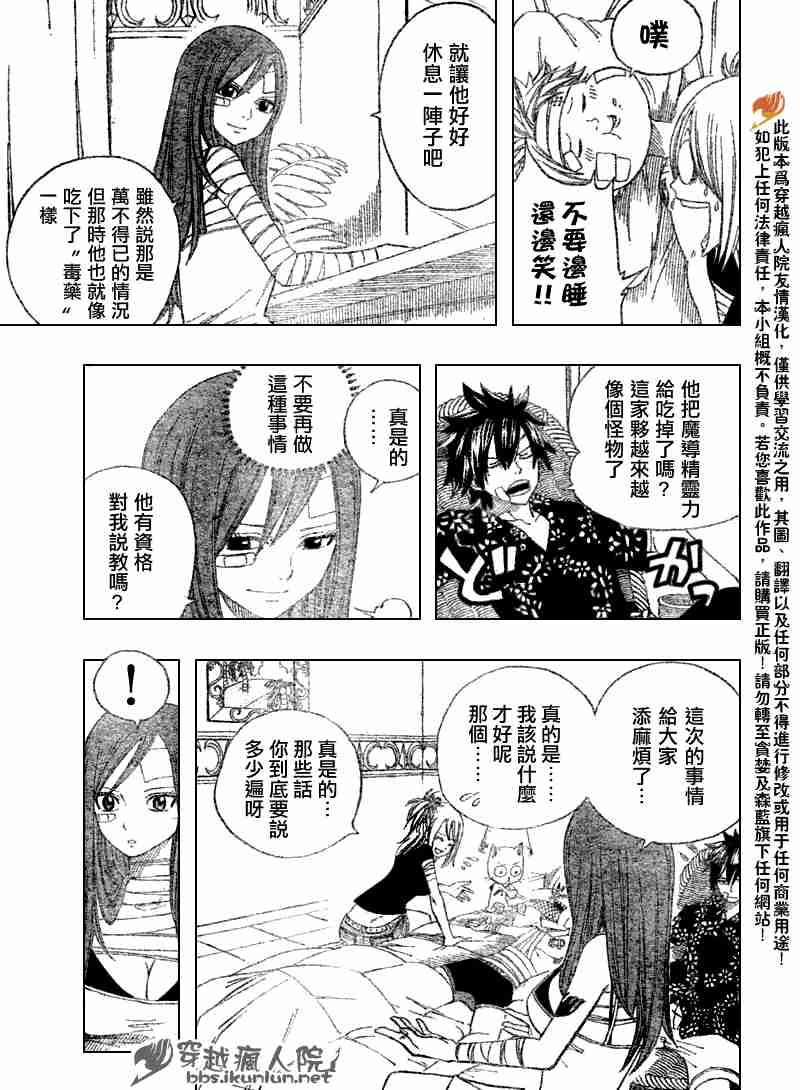 噗
不要邊睡
還邊笑!!
就讓他好好
休息一陣子吧
雖然説那是
萬不得已的情況
但那時他也就像
吃下了〝毒藥〞
一樣
他把魔導精靈力
給吃掉了嗎？
這家夥越來越
像個怪物了
かっ
どん
真是的
……
不要再做
這種事情
他有資格
對我説教嗎？
這次的事情
給大家
添麻煩了……
真的是……
我該説什麼
才好呢
那個……
真是的…
那些話
你到底要説
多少遍呀
！
此版本爲穿越瘋人院友情漢化，僅供學習交流之用，其圖、翻譯以及任何部分不得進行修改或用于任何商業用途！
如犯上任何法律責任，本小組概不負責。若您喜歡此作品，請購買正版！請勿轉至貪婪及森藍旗下任何網站！
穿越瘋人院
bbs.ikunlun.net